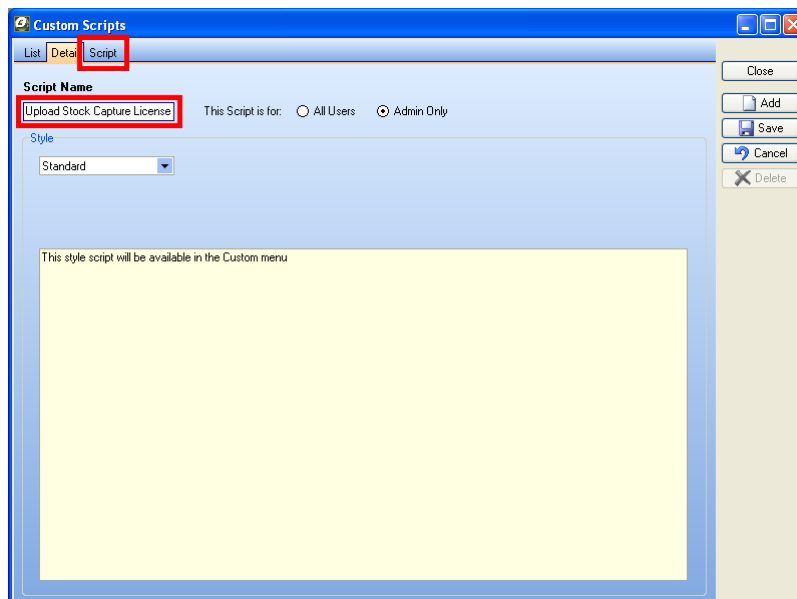 Custom Scripts
List Detail Script
Close
Script Name
Upload Stock Capture License This Script is for: All Users Admin Only
Add
Save
Style
Cancel
Standard
Delete
This style script will be available in the Custom menu